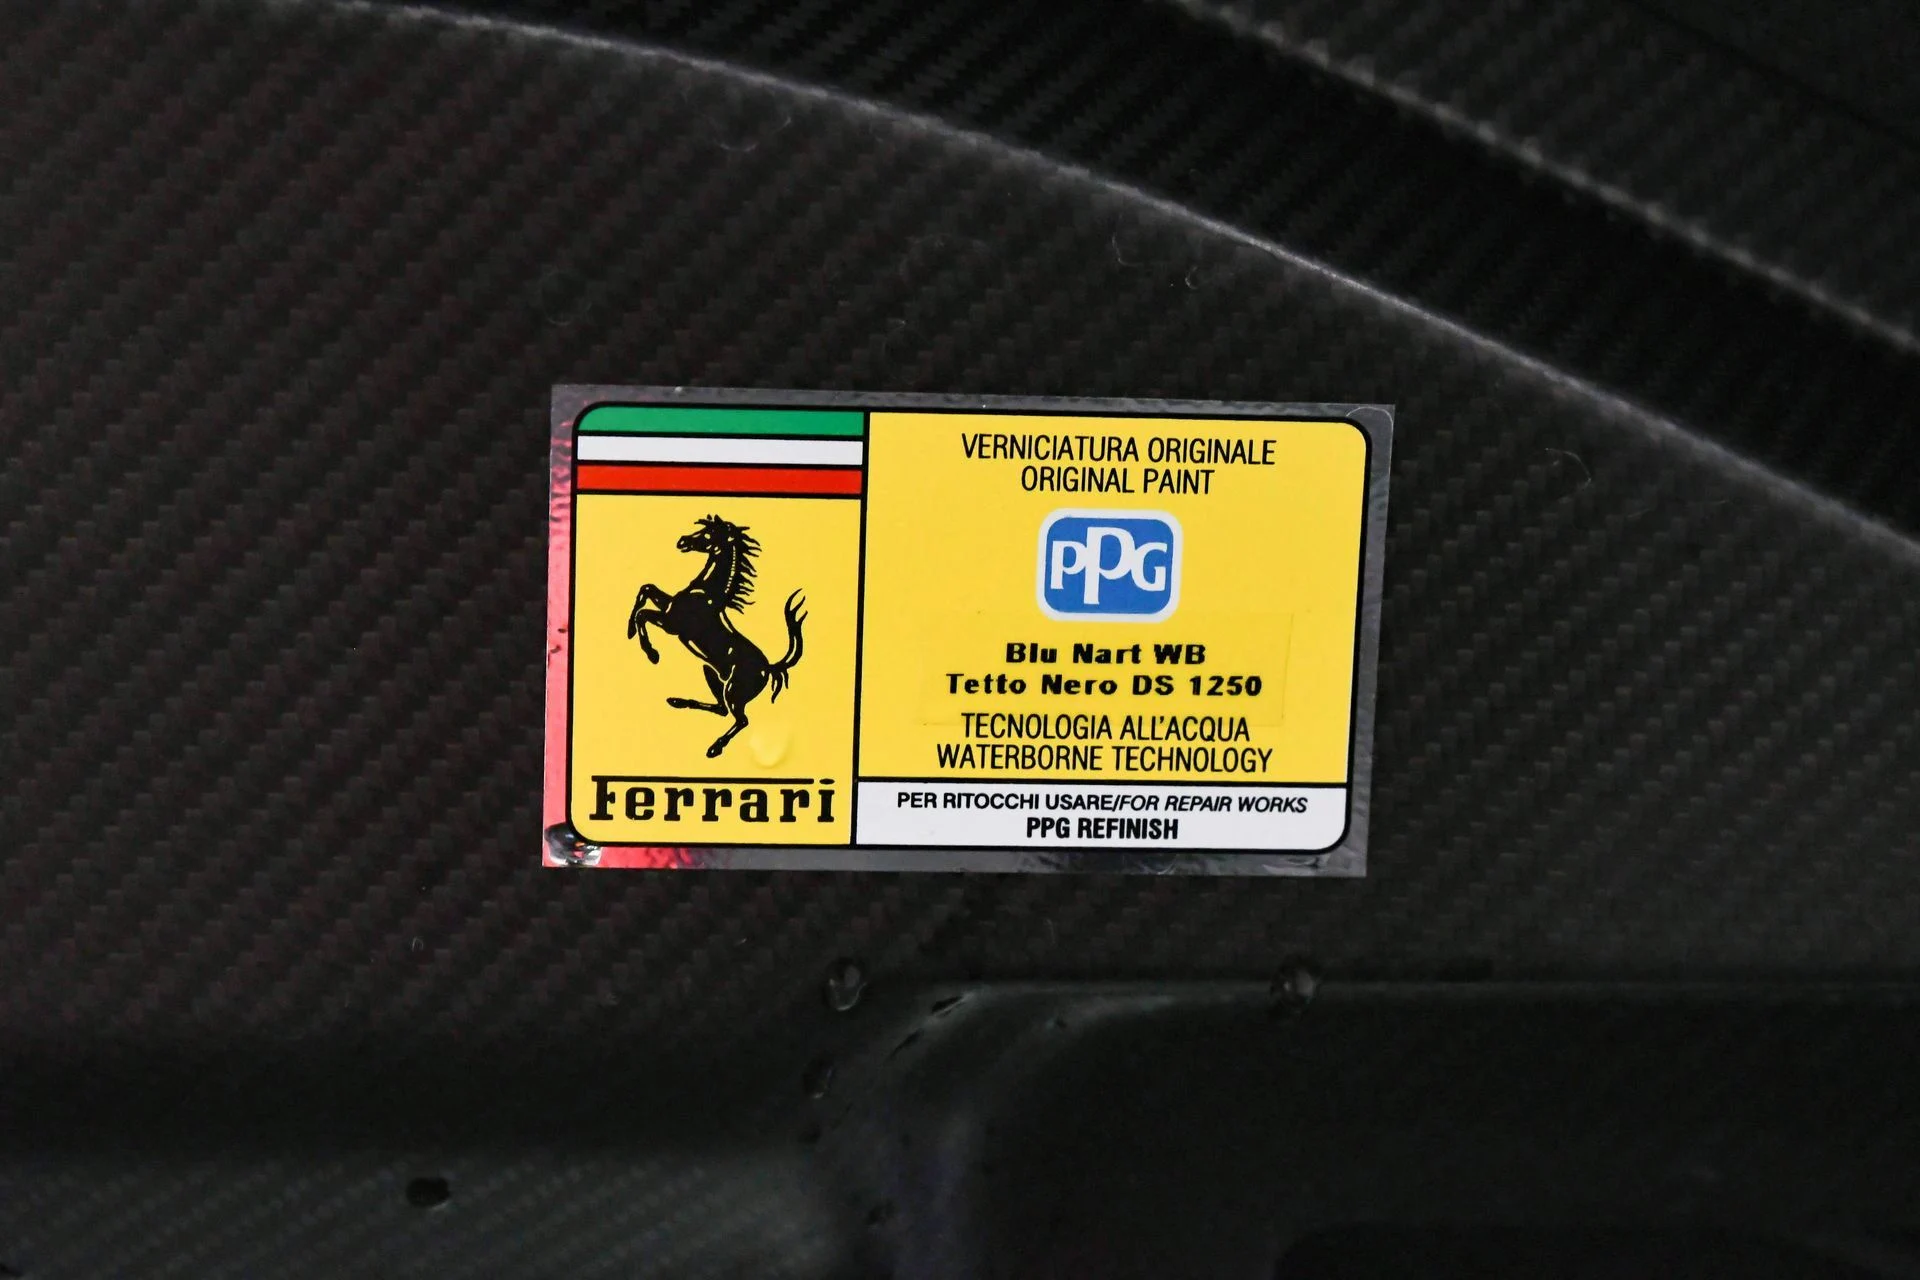 VERNICIATURA ORIGINALE
ORIGINAL PAINT
PPG
Blu Nart WB
Tetto Nero DS 1250
TECNOLOGIA ALL'ACQUA
WATERBORNE TECHNOLOGY
Ferrari
PER RITOCCHI USARE/FOR REPAIR WORKS
PPG REFINISH